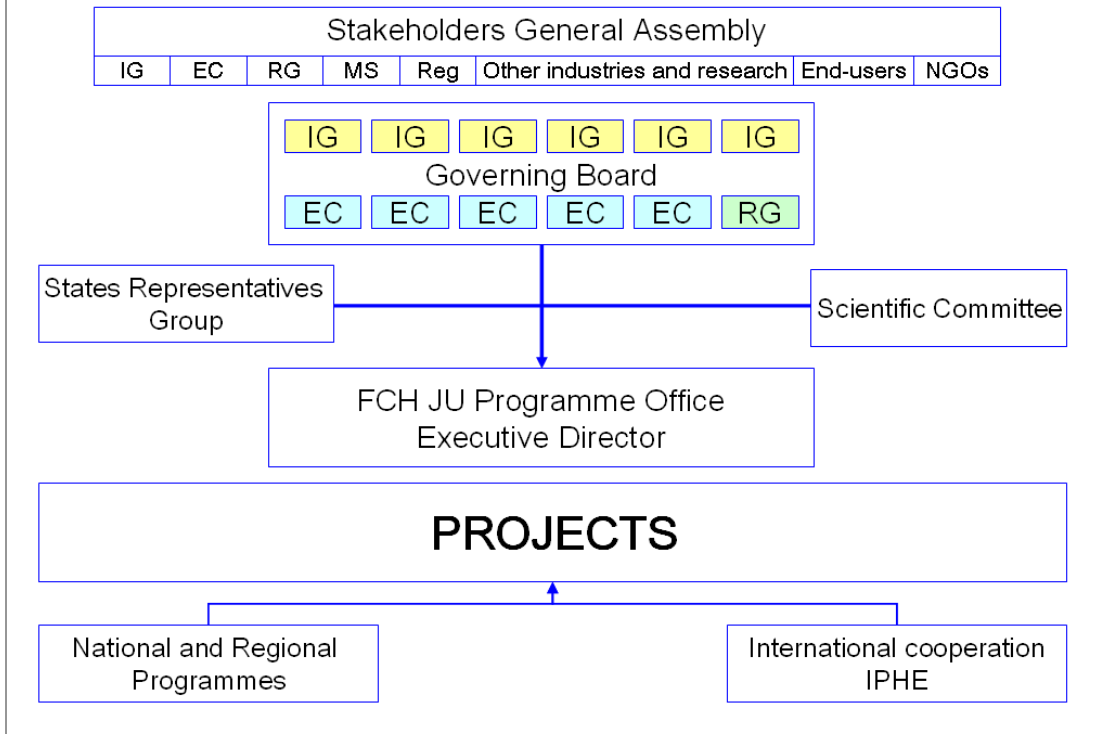 Stakeholders General Assembly
IG EC RG MS Reg Other industries and research End-users NGOs
IG IG IG IG IG IG
Governing Board
EC EC EC EC EC RG
States Representatives
Group
Scientific Committee
FCH JU Programme Office
Executive Director
PROJECTS
National and Regional
Programmes
International cooperation
IPHE